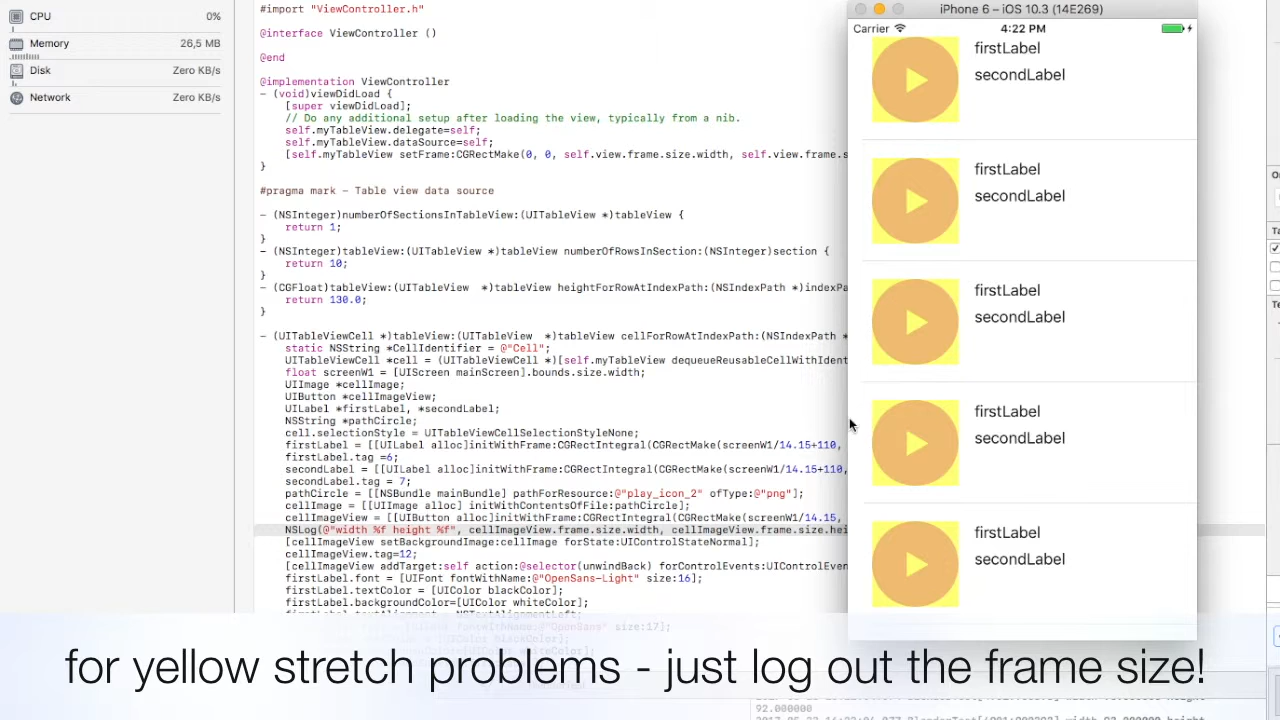 CPU 0%
Memory 26,5 MB
Disk Zero KB/s
Network Zero KB/s
#import "ViewController.h"
@interface ViewController ()
@end
@implementation ViewController
- (void)viewDidLoad {
[super viewDidLoad];
// Do any additional setup after loading the view, typically from a nib.
self.myTableView.delegate=self;
self.myTableView.dataSource=self;
[self.myTableView setFrame:CGRectMake(0, 0, self.view.frame.size.width, self.view.frame.s
}
#pragma mark - Table view data source
- (NSInteger)numberOfSectionsInTableView:(UITableView *)tableView {
return 1;
}
- (NSInteger)tableView:(UITableView *)tableView numberOfRowsInSection:(NSInteger)section {
return 10;
}
- (CGFloat)tableView:(UITableView *)tableView heightForRowAtIndexPath:(NSIndexPath *)indexPa
return 130.0;
}
- (UITableViewCell *)tableView:(UITableView *)tableView cellForRowAtIndexPath:(NSIndexPath *
static NSString *CellIdentifier = @"Cell";
UITableViewCell *cell = (UITableViewCell *)[self.myTableView dequeueReusableCellWithIdent
float screenW1 = [UIScreen mainScreen].bounds.size.width;
UIImage *cellImage;
UIButton *cellImageView;
UILabel *firstLabel, *secondLabel;
NSString *pathCircle;
cell.selectionStyle = UITableViewCellSelectionStyleNone;
firstLabel = [[UILabel alloc]initWithFrame:CGRectIntegral(CGRectMake(screenW1/14.15+110,
firstLabel.tag =6;
secondLabel = [[UILabel alloc]initWithFrame:CGRectIntegral(CGRectMake(screenW1/14.15+110,
secondLabel.tag = 7;
pathCircle = [[NSBundle mainBundle] pathForResource:@"play_icon_2" ofType:@"png"];
cellImage = [[UIImage alloc] initWithContentsOfFile:pathCircle];
cellImageView = [[UIButton alloc]initWithFrame:CGRectIntegral(CGRectMake(screenW1/14.15,
NSLog(@"width %f height %f", cellImageView.frame.size.width, cellImageView.frame.size.hei
[cellImageView setBackgroundImage:cellImage forState:UIControlStateNormal];
cellImageView.tag=12;
[cellImageView addTarget:self action:@selector(unwindBack) forControlEvents:UIControlEven
firstLabel.font = [UIFont fontWithName:@"OpenSans-Light" size:16];
firstLabel.textColor = [UIColor blackColor];
firstLabel.backgroundColor=[UIColor whiteColor];
iPhone 6 – iOS 10.3 (14E269)
Carrier 4:22 PM
firstLabel
secondLabel
firstLabel
secondLabel
firstLabel
secondLabel
firstLabel
secondLabel
firstLabel
secondLabel
for yellow stretch problems - just log out the frame size!
92.000000